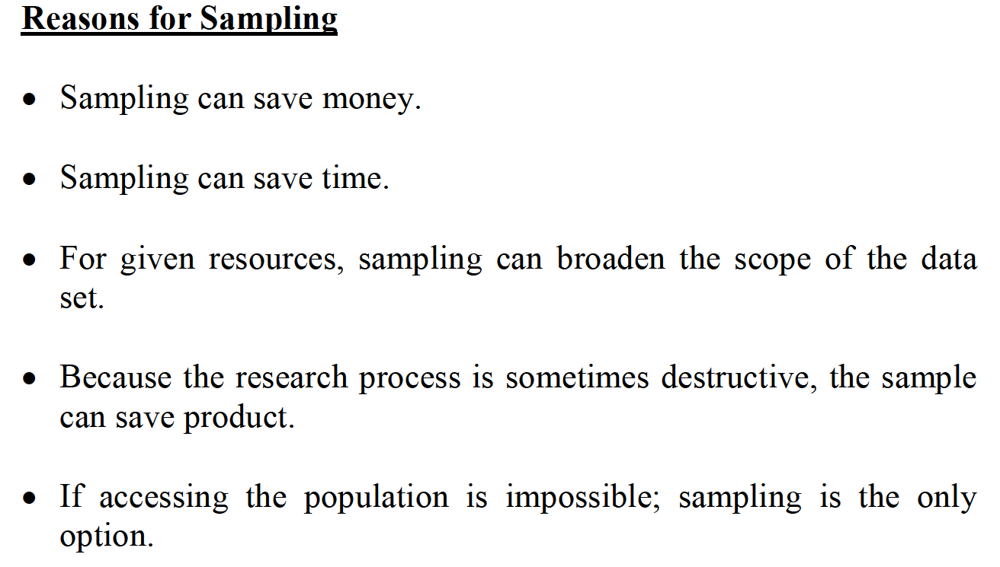 Reasons for Sampling
• Sampling can save money.
• Sampling can save time.
• For given resources, sampling can broaden the scope of the data
set.
• Because the research process is sometimes destructive, the sample
can save product.
• If accessing the population is impossible; sampling is the only
option.